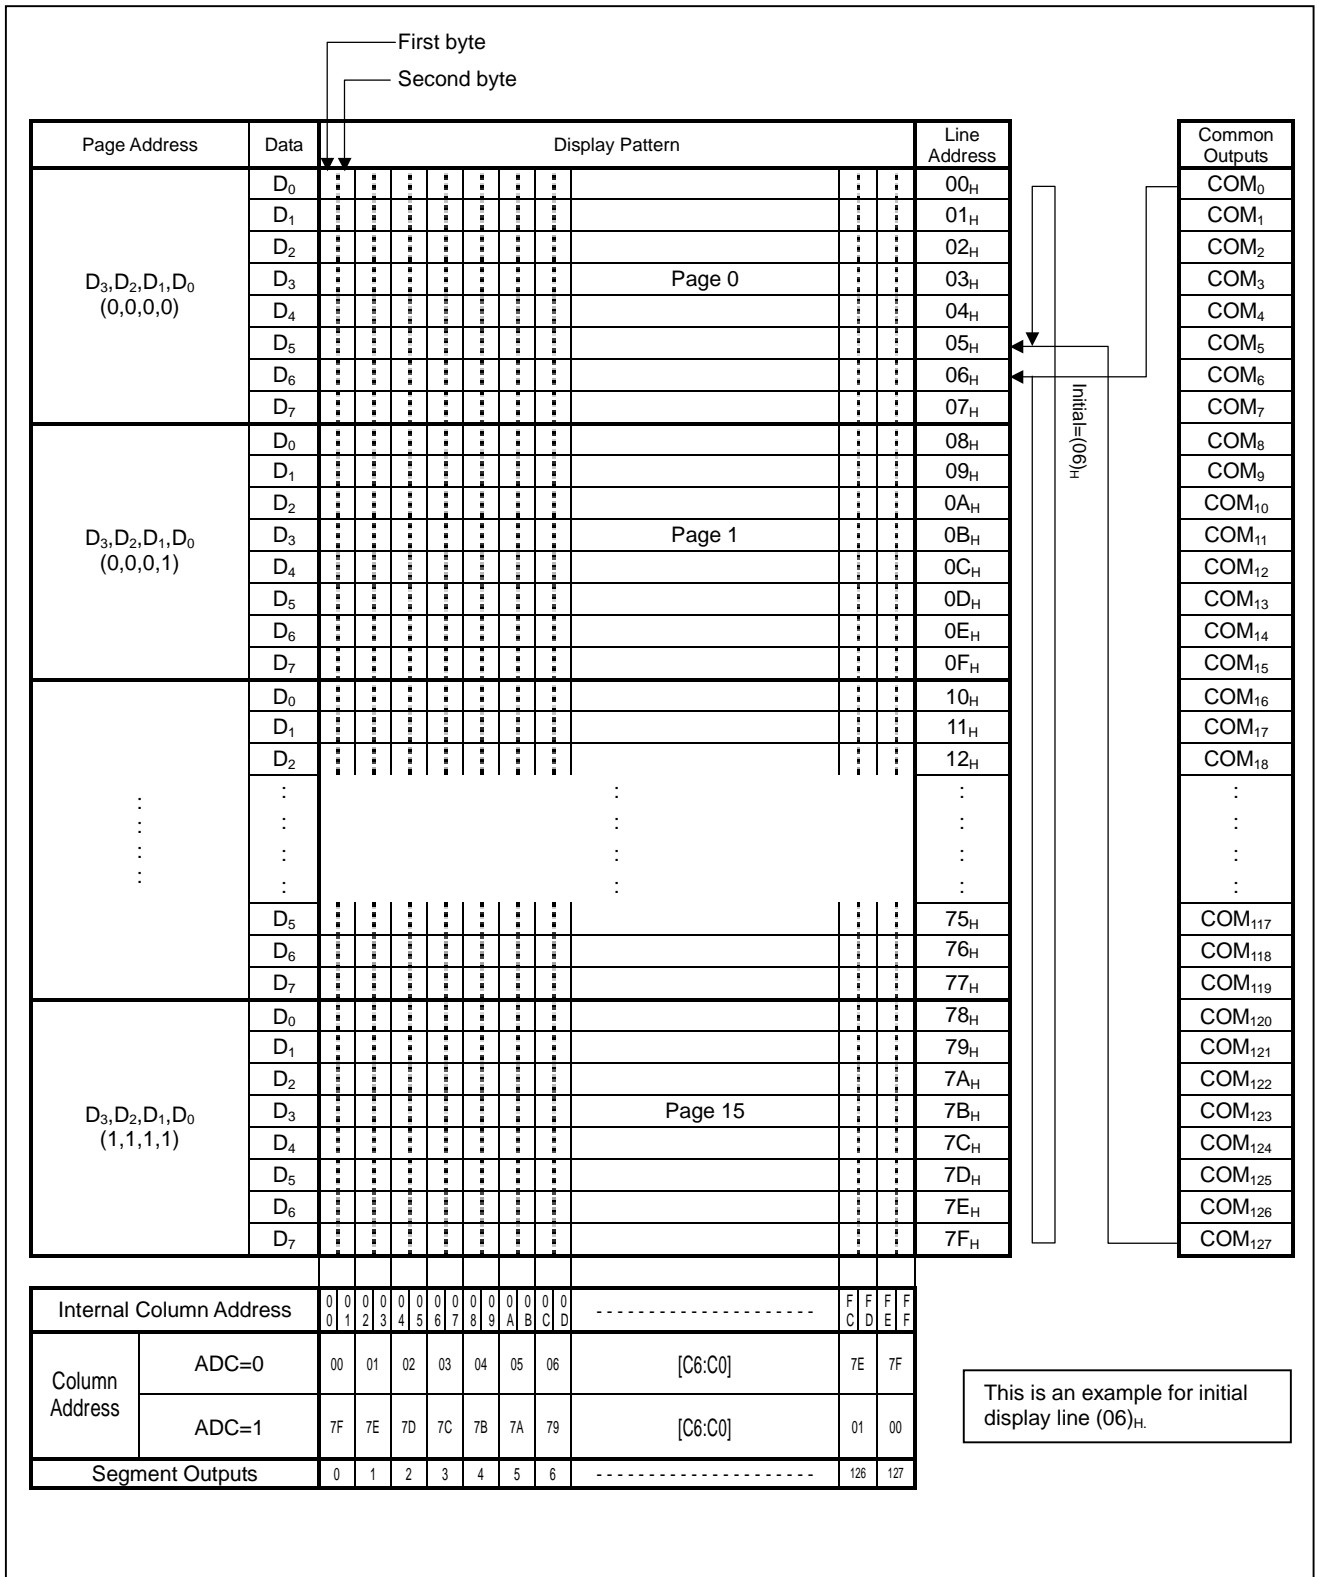 First byte
Second byte
Page Address Data Display Pattern Line Address Common Outputs
D₀ 00H COM₀
D₁ 01H COM₁
D₂ 02H COM₂
D₃,D₂,D₁,D₀ (0,0,0,0) D₃ Page 0 03H COM₃
D₄ 04H COM₄
D₅ 05H COM₅
D₆ 06H COM₆
D₇ 07H COM₇
Initial=(06)H
D₀ 08H COM₈
D₁ 09H COM₉
D₂ 0AH COM₁₀
D₃,D₂,D₁,D₀ (0,0,0,1) D₃ Page 1 0BH COM₁₁
D₄ 0CH COM₁₂
D₅ 0DH COM₁₃
D₆ 0EH COM₁₄
D₇ 0FH COM₁₅
D₀ 10H COM₁₆
D₁ 11H COM₁₇
D₂ 12H COM₁₈
: : : : :
: : : : :
: : : : :
: : : : :
D₅ 75H COM₁₁₇
D₆ 76H COM₁₁₈
D₇ 77H COM₁₁₉
D₀ 78H COM₁₂₀
D₁ 79H COM₁₂₁
D₂ 7AH COM₁₂₂
D₃,D₂,D₁,D₀ (1,1,1,1) D₃ Page 15 7BH COM₁₂₃
D₄ 7CH COM₁₂₄
D₅ 7DH COM₁₂₅
D₆ 7EH COM₁₂₆
D₇ 7FH COM₁₂₇
Internal Column Address 00 01 02 03 04 05 06 07 08 09 0A 0B 0C 0D --------------------- FC FD FE FF
Column Address
ADC=0 00 01 02 03 04 05 06 [C6:C0] 7E 7F
ADC=1 7F 7E 7D 7C 7B 7A 79 [C6:C0] 01 00
Segment Outputs 0 1 2 3 4 5 6 --------------------- 126 127
This is an example for initial
display line (06)H.